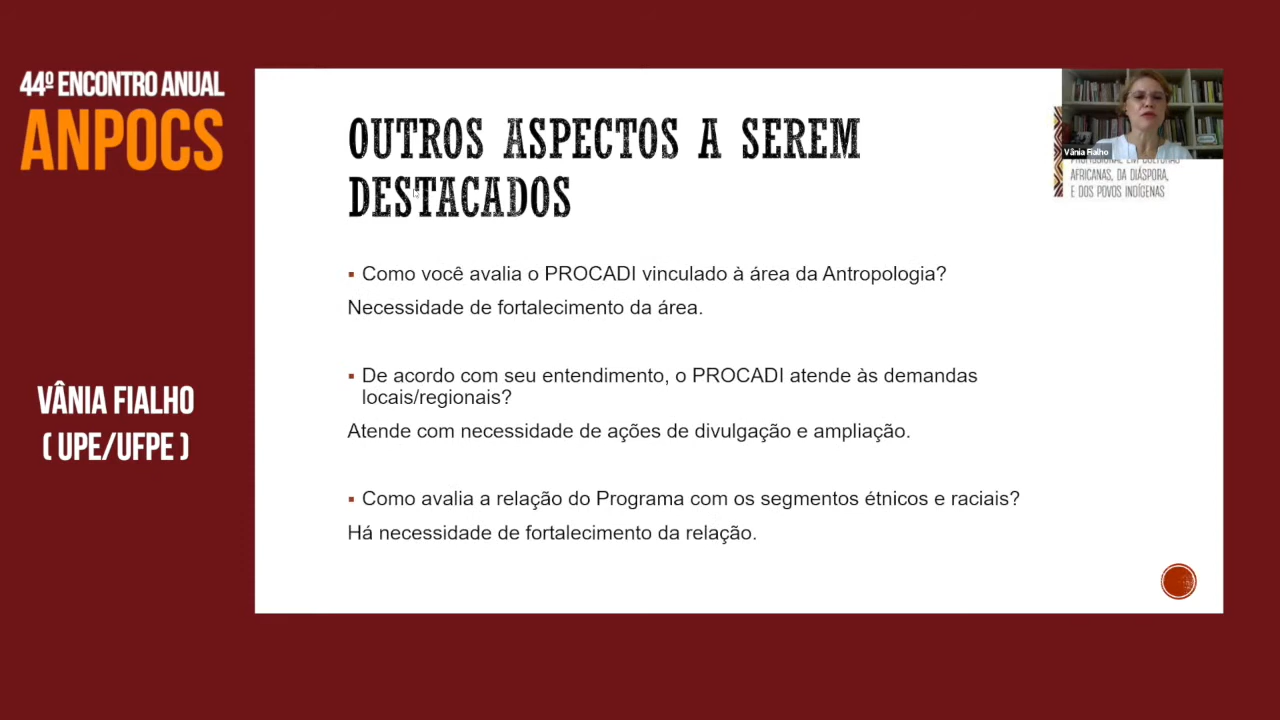 44º ENCONTRO ANUAL
ANPOCS
VÂNIA FIALHO
( UPE/UFPE )
OUTROS ASPECTOS A SEREM
DESTACADOS
▪ Como você avalia o PROCADI vinculado à área da Antropologia?
Necessidade de fortalecimento da área.
▪ De acordo com seu entendimento, o PROCADI atende às demandas
locais/regionais?
Atende com necessidade de ações de divulgação e ampliação.
▪ Como avalia a relação do Programa com os segmentos étnicos e raciais?
Há necessidade de fortalecimento da relação.
Vânia Fialho
PROFISSIONAL EM CULTURAS
AFRICANAS, DA DIÁSPORA,
E DOS POVOS INDÍGENAS